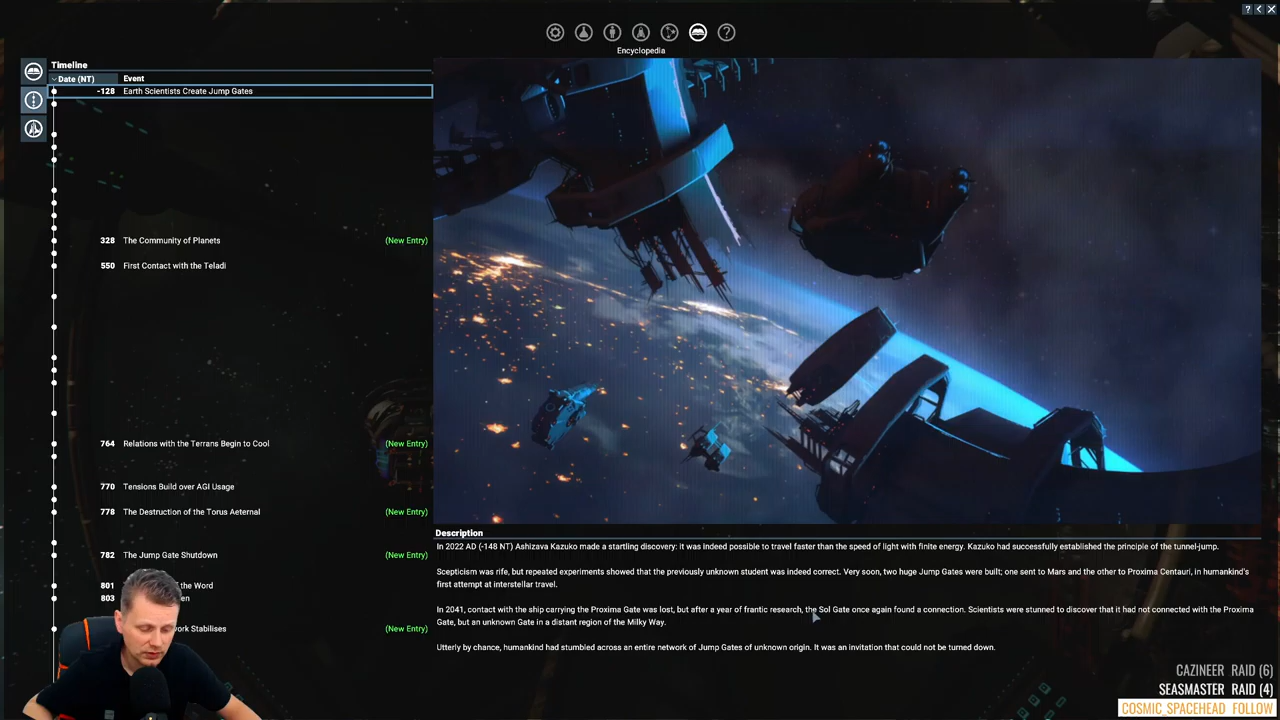 Encyclopedia
Timeline
Date (NT) Event
-128 Earth Scientists Create Jump Gates
328 The Community of Planets (New Entry)
550 First Contact with the Teladi
764 Relations with the Terrans Begin to Cool (New Entry)
770 Tensions Build over AGI Usage
778 The Destruction of the Torus Aeternal (New Entry)
782 The Jump Gate Shutdown (New Entry)
801 the Word
803
Stabilises (New Entry)
Description
In 2022 AD (-148 NT) Ashizava Kazuko made a startling discovery: it was indeed possible to travel faster than the speed of light with finite energy. Kazuko had successfully established the principle of the tunnel-jump.
Scepticism was rife, but repeated experiments showed that the previously unknown student was indeed correct. Very soon, two huge Jump Gates were built; one sent to Mars and the other to Proxima Centauri, in humankind's
first attempt at interstellar travel.
In 2041, contact with the ship carrying the Proxima Gate was lost, but after a year of frantic research, the Sol Gate once again found a connection. Scientists were stunned to discover that it had not connected with the Proxima
Gate, but an unknown Gate in a distant region of the Milky Way.
Utterly by chance, humankind had stumbled across an entire network of Jump Gates of unknown origin. It was an invitation that could not be turned down.
CAZINEER RAID (6)
SEASMASTER RAID (4)
COSMIC_SPACEHEAD FOLLOW